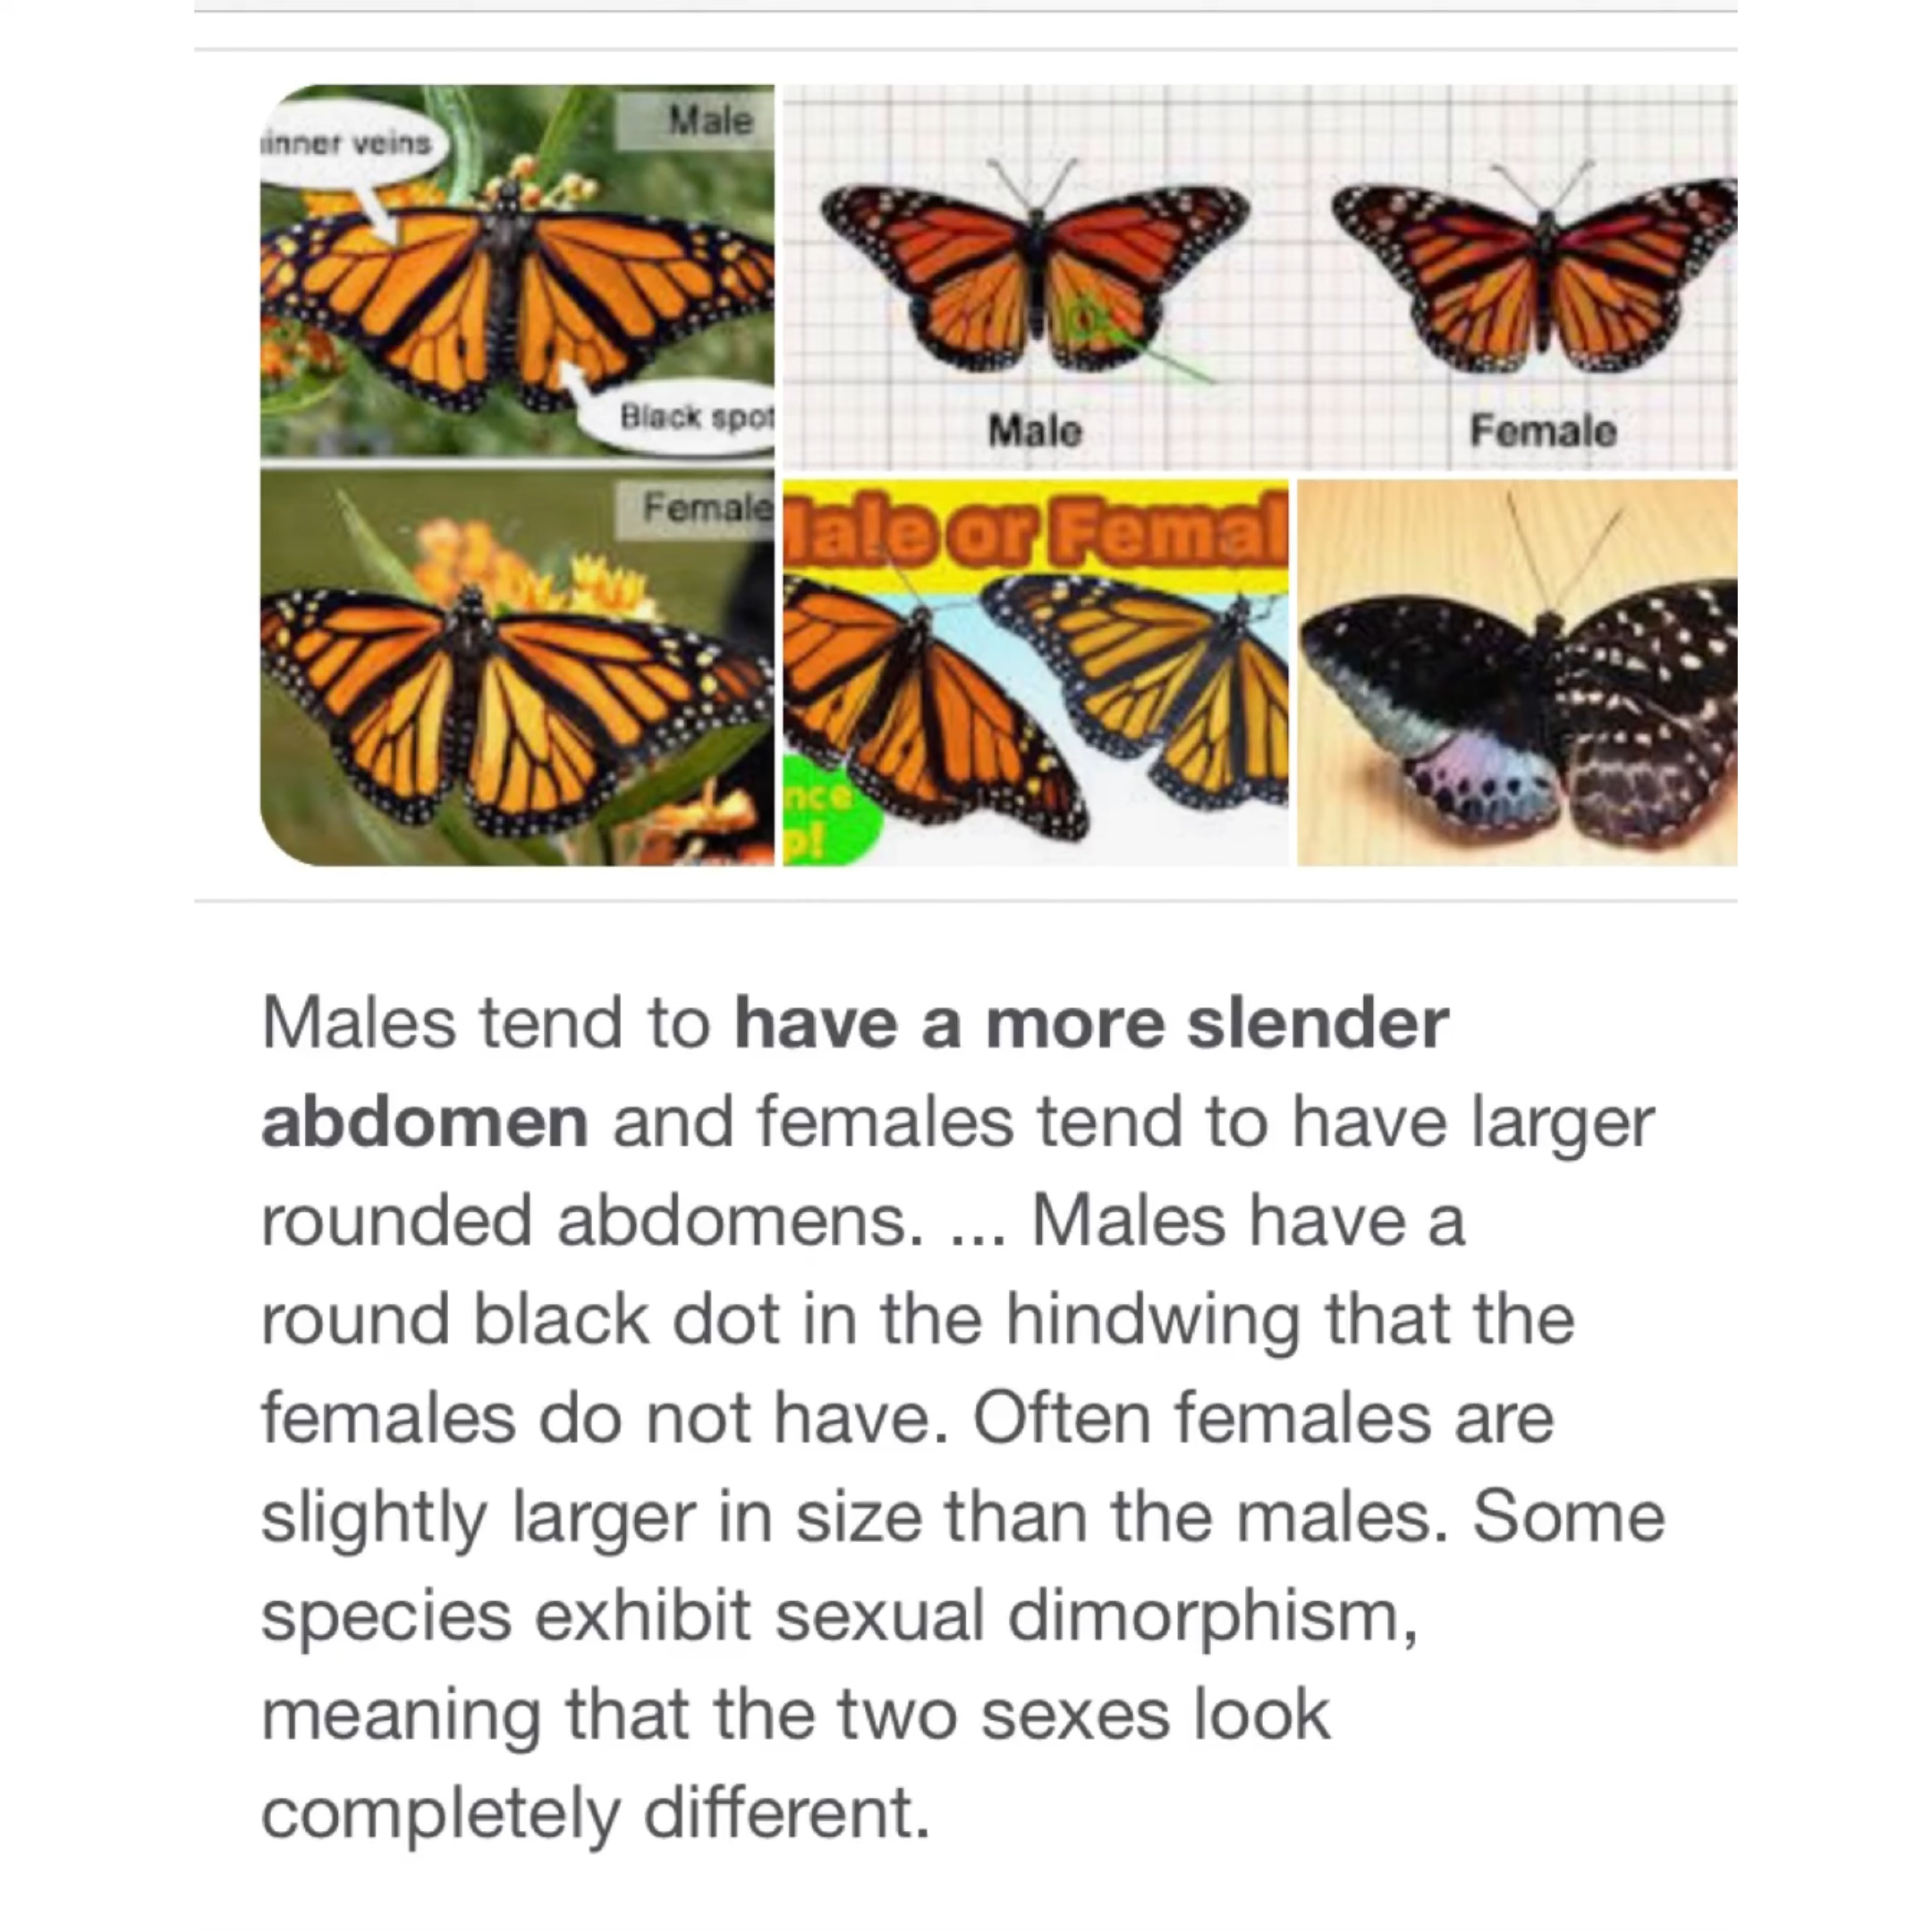 inner veins
Male
Black spot
Female
Male
Female
ale or Femal
nce
p!
Males tend to have a more slender
abdomen and females tend to have larger
rounded abdomens. ... Males have a
round black dot in the hindwing that the
females do not have. Often females are
slightly larger in size than the males. Some
species exhibit sexual dimorphism,
meaning that the two sexes look
completely different.